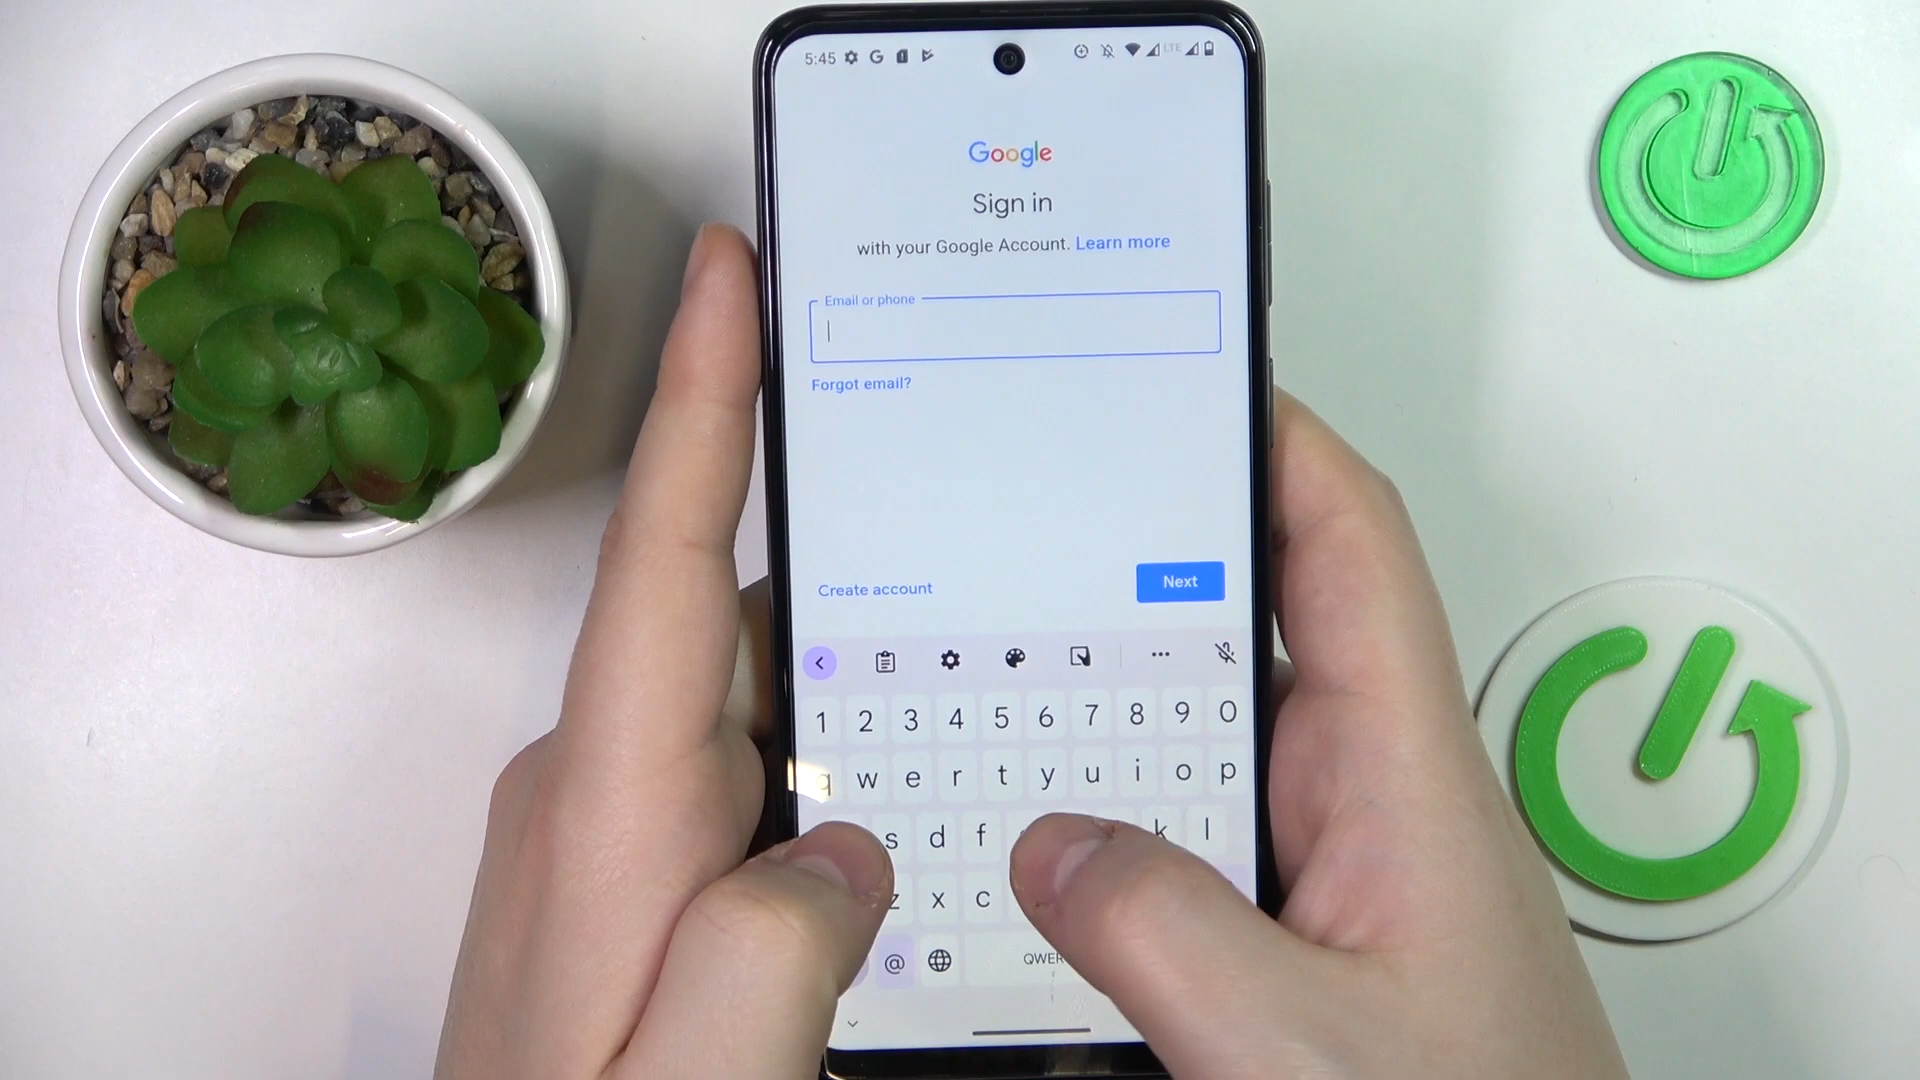 5:45 G LTE
Google
Sign in
with your Google Account. Learn more
Email or phone
Forgot email?
Create account Next
1 2 3 4 5 6 7 8 9 0
q w e r t y u i o p
s d f k l
z x c
@ QWER